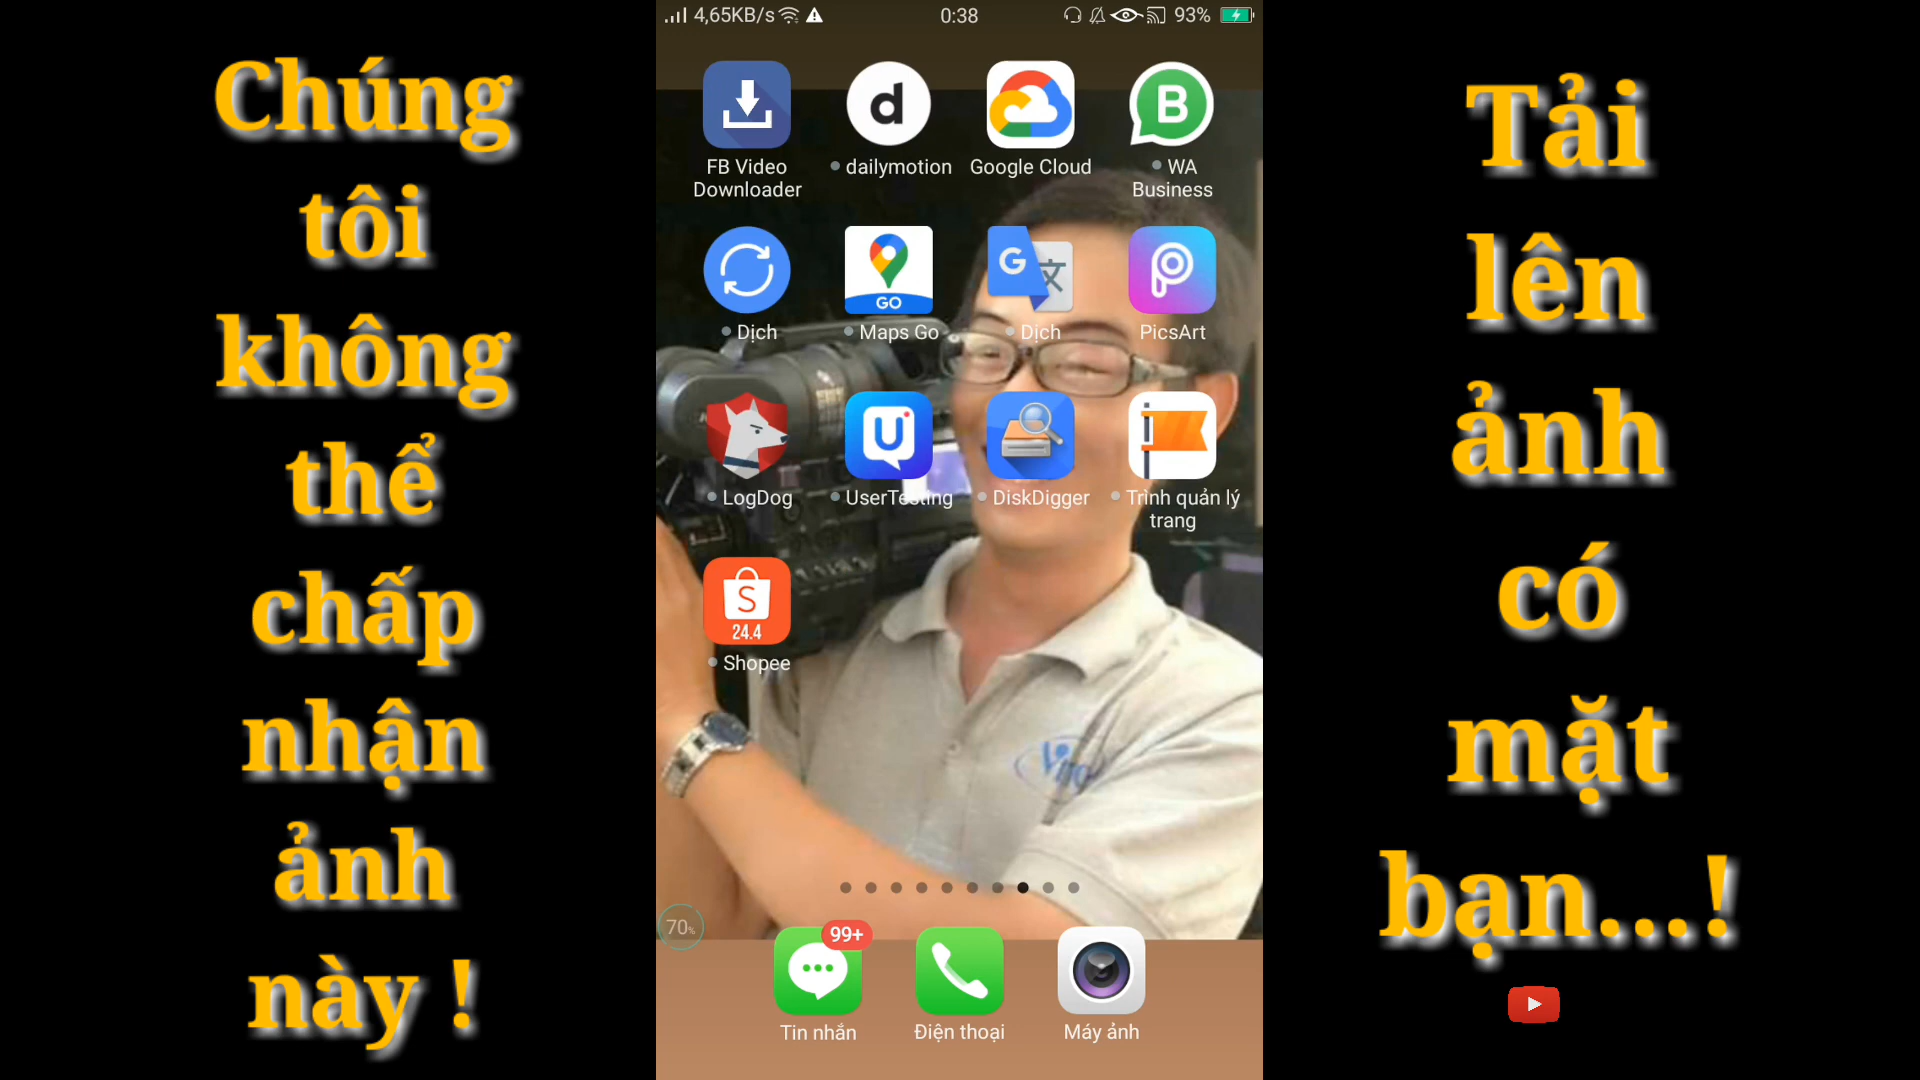 Chúng
tôi
không
thể
chấp
nhận
ảnh
này !
4,65KB/s
0:38
93%
FB Video
Downloader
d
dailymotion
Google Cloud
B
WA
Business
Dịch
GO
Maps Go
G
文
Dịch
PicsArt
LogDog
U
UserTesting
DiskDigger
Trình quản lý
trang
S
24.4
Shopee
70%
99+
Tin nhắn
Điện thoại
Máy ảnh
Tải
lên
ảnh
có
mặt
bạn...!